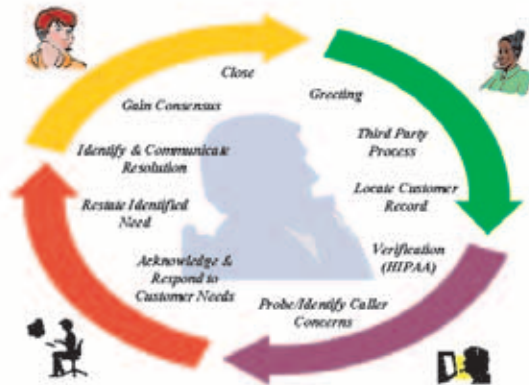 Close
Greeting
Third Party
Process
Locate Customer
Record
Verification
(HIPAA)
Probe/Identify Caller
Concerns
Acknowledge &
Respond to
Customer Needs
Restate Identified
Need
Identify & Communicate
Resolution
Gain Consensus